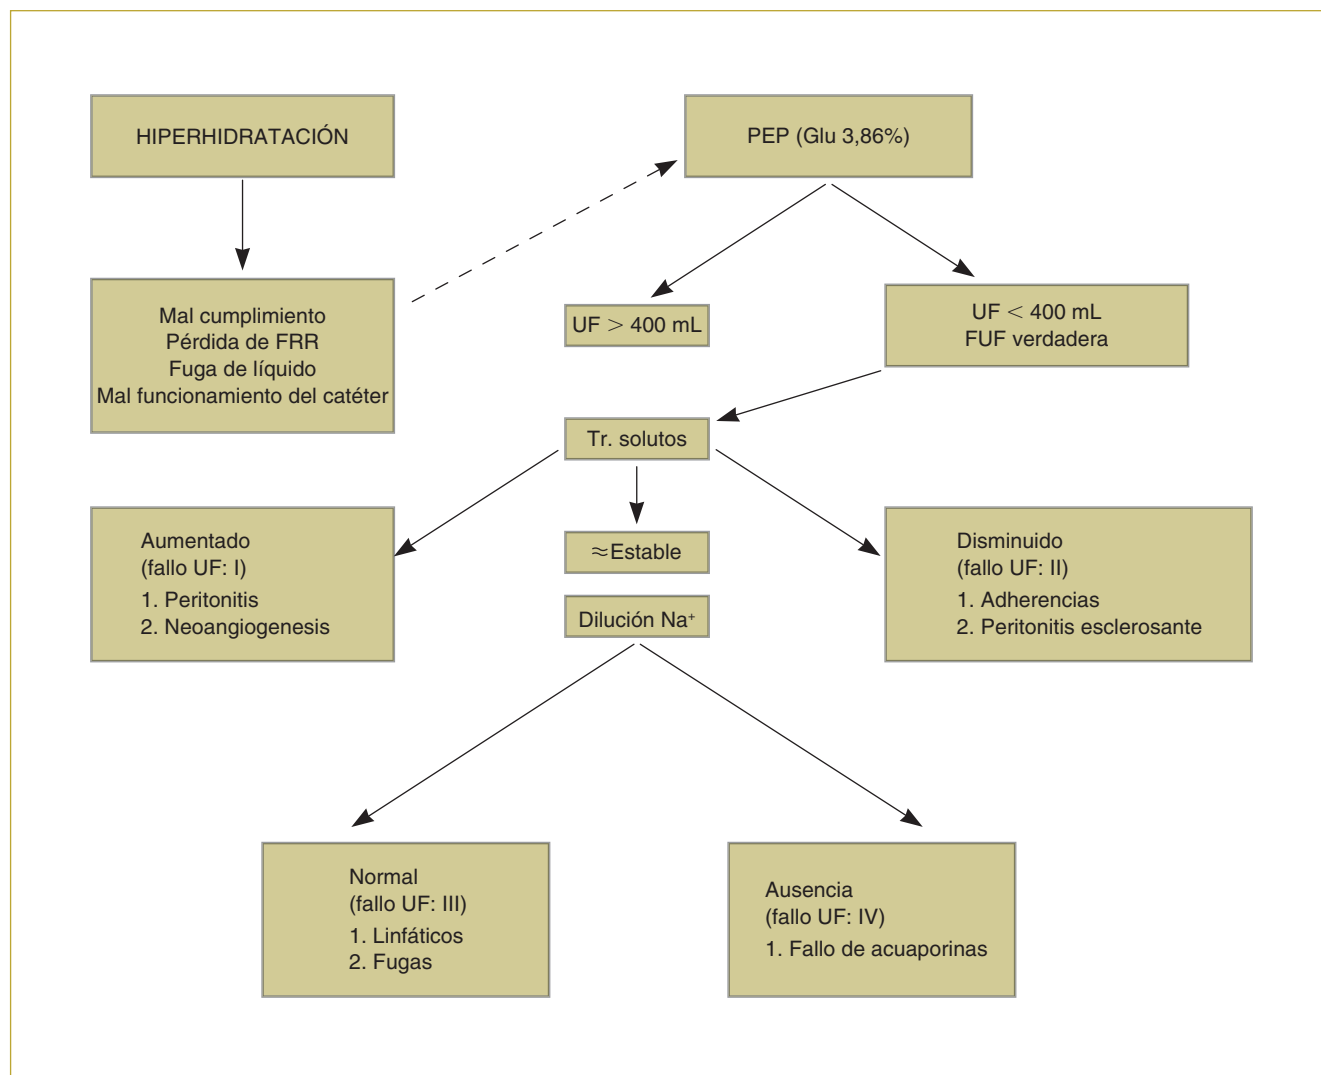 HIPERHIDRATACIÓN
PEP (Glu 3,86%)
Mal cumplimiento
Pérdida de FRR
Fuga de líquido
Mal funcionamiento del catéter
UF > 400 mL
UF < 400 mL
FUF verdadera
Tr. solutos
Aumentado
(fallo UF: I)
1. Peritonitis
2. Neoangiogenesis
≈Estable
Dilución Na⁺
Disminuido
(fallo UF: II)
1. Adherencias
2. Peritonitis esclerosante
Normal
(fallo UF: III)
1. Linfáticos
2. Fugas
Ausencia
(fallo UF: IV)
1. Fallo de acuaporinas